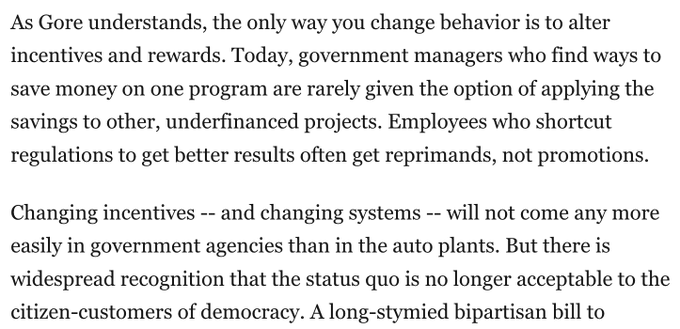 As Gore understands, the only way you change behavior is to alter
incentives and rewards. Today, government managers who find ways to
save money on one program are rarely given the option of applying the
savings to other, underfinanced projects. Employees who shortcut
regulations to get better results often get reprimands, not promotions.
Changing incentives -- and changing systems -- will not come any more
easily in government agencies than in the auto plants. But there is
widespread recognition that the status quo is no longer acceptable to the
citizen-customers of democracy. A long-stymied bipartisan bill to